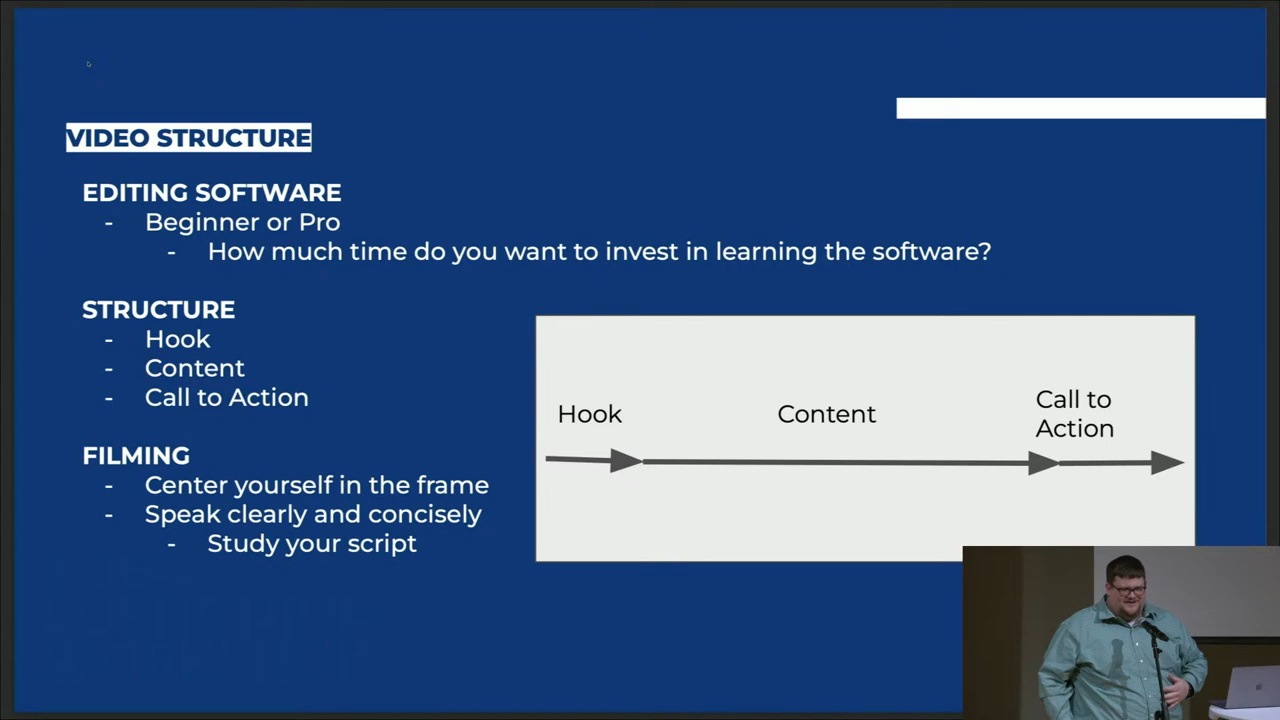 VIDEO STRUCTURE
EDITING SOFTWARE
- Beginner or Pro
- How much time do you want to invest in learning the software?
STRUCTURE
- Hook
- Content
- Call to Action
FILMING
- Center yourself in the frame
- Speak clearly and concisely
- Study your script
Hook
Content
Call to
Action